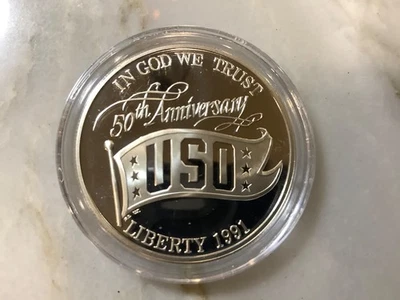 IN GOD WE TRUST
50th Anniversary
USO
LIBERTY 1991